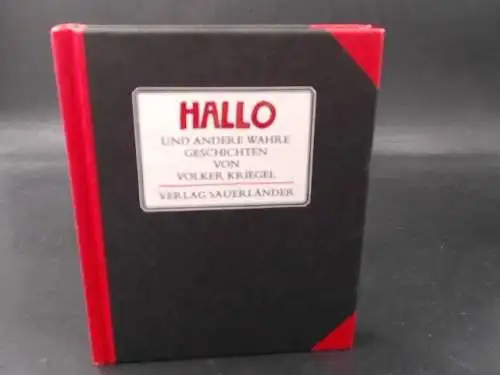 HALLO
UND ANDERE WAHRE
GESCHICHTEN
VON
VOLKER KRIEGEL
VERLAG SAUERLÄNDER